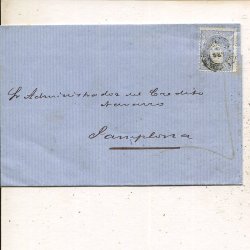 Sr Administrador del Credito
Navarro
Pamplona